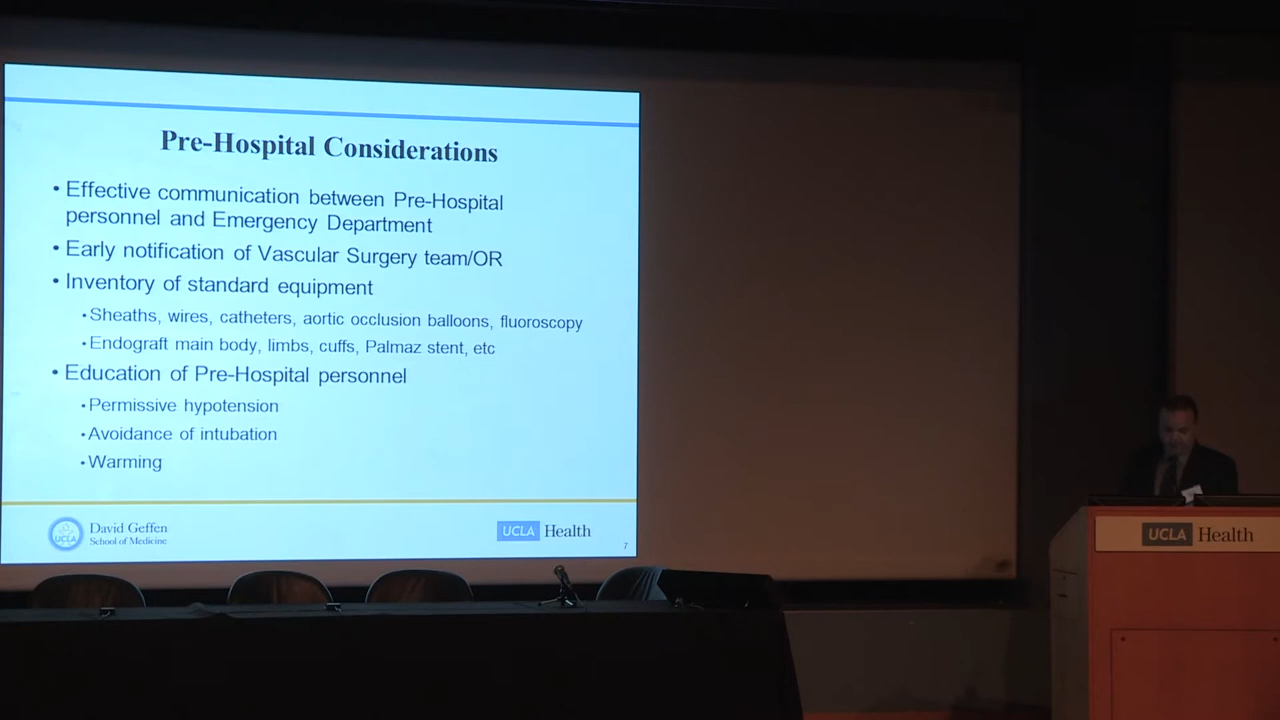 Pre-Hospital Considerations
• Effective communication between Pre-Hospital
personnel and Emergency Department
• Early notification of Vascular Surgery team/OR
• Inventory of standard equipment
• Sheaths, wires, catheters, aortic occlusion balloons, fluoroscopy
• Endograft main body, limbs, cuffs, Palmaz stent, etc
• Education of Pre-Hospital personnel
• Permissive hypotension
• Avoidance of intubation
• Warming
UCLA
David Geffen
School of Medicine
UCLA Health
7
UCLA Health